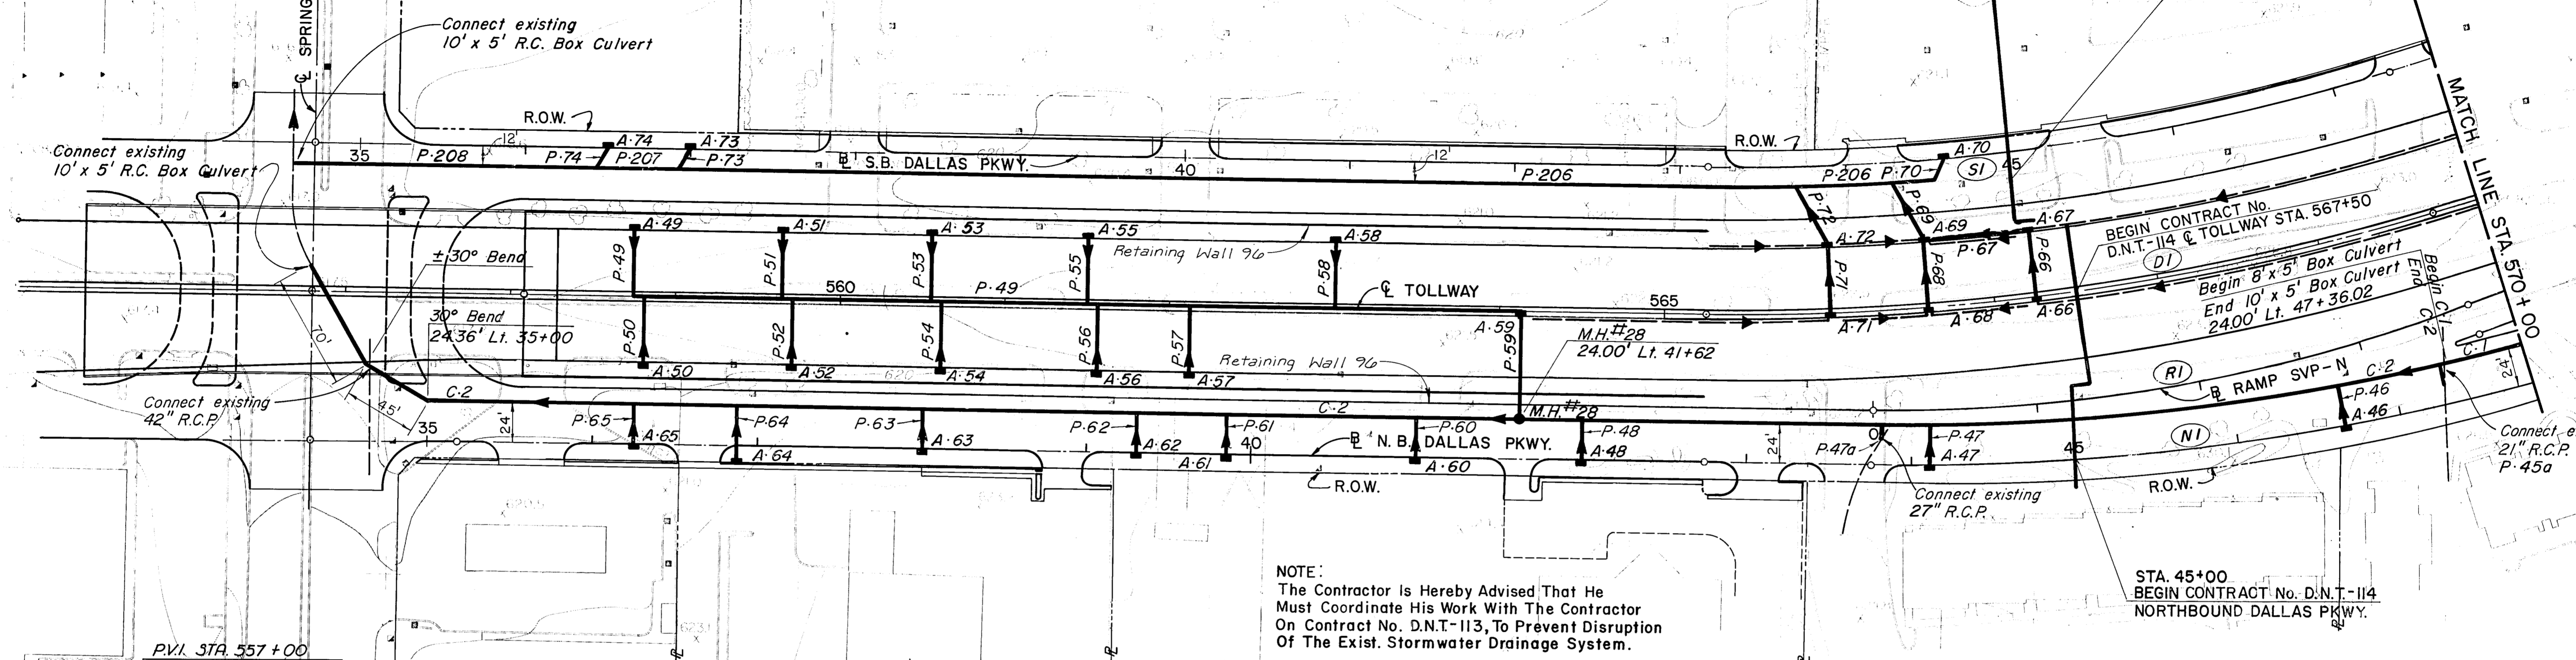 ℄ SPRING
Connect existing
10' x 5' R.C. Box Culvert
R.O.W.
A-74
A-73
12'
35
P-208
P-74
P-207
P-73
℄ S.B. DALLAS PKWY.
40
12'
P-206
R.O.W.
P-206
P-70
A-70
S1
45
Connect existing
10' x 5' R.C. Box Culvert
A-49
A-51
A-53
A-55
A-58
Retaining Wall 96
P-72
P-69
A-72
A-69
A-67
P-67
P-49
P-51
P-53
P-55
P-58
P-71
P-68
P-66
BEGIN CONTRACT No.
D.N.T.-114 ℄ TOLLWAY STA. 567+50
D1
MATCH LINE STA. 570+00
± 30° Bend
560
P-49
℄ TOLLWAY
565
A-71
A-68
A-66
Begin 8' x 5' Box Culvert
End 10' x 5' Box Culvert
24.00' Lt. 47+36.02
Begin C-1
End C-2
70'
30° Bend
24.36' Lt. 35+00
P-50
P-52
P-54
P-56
P-57
A-59
P-59
M.H.#28
24.00' Lt. 41+62
A-50
A-52
A-54
A-56
A-57
Retaining Wall 96
R1
℄ RAMP SVP-N
C-2
C-1
24'
Connect existing
42" R.C.P.
45'
C-2
C-2
M.H.#28
P-46
A-46
35
24'
P-65
P-64
P-63
P-62
P-61
P-60
P-48
P-47a
P-47
A-65
A-64
A-63
A-62
A-61
40
℄ N.B. DALLAS PKWY.
A-60
A-48
24'
A-47
45
N1
R.O.W.
R.O.W.
Connect e
21" R.C.P.
P-45a
Connect existing
27" R.C.P.
NOTE:
The Contractor Is Hereby Advised That He
Must Coordinate His Work With The Contractor
On Contract No. D.N.T.-113, To Prevent Disruption
Of The Exist. Stormwater Drainage System.
STA. 45+00
BEGIN CONTRACT No. D.N.T.-114
NORTHBOUND DALLAS PKWY.
P.V.I. STA. 557+00